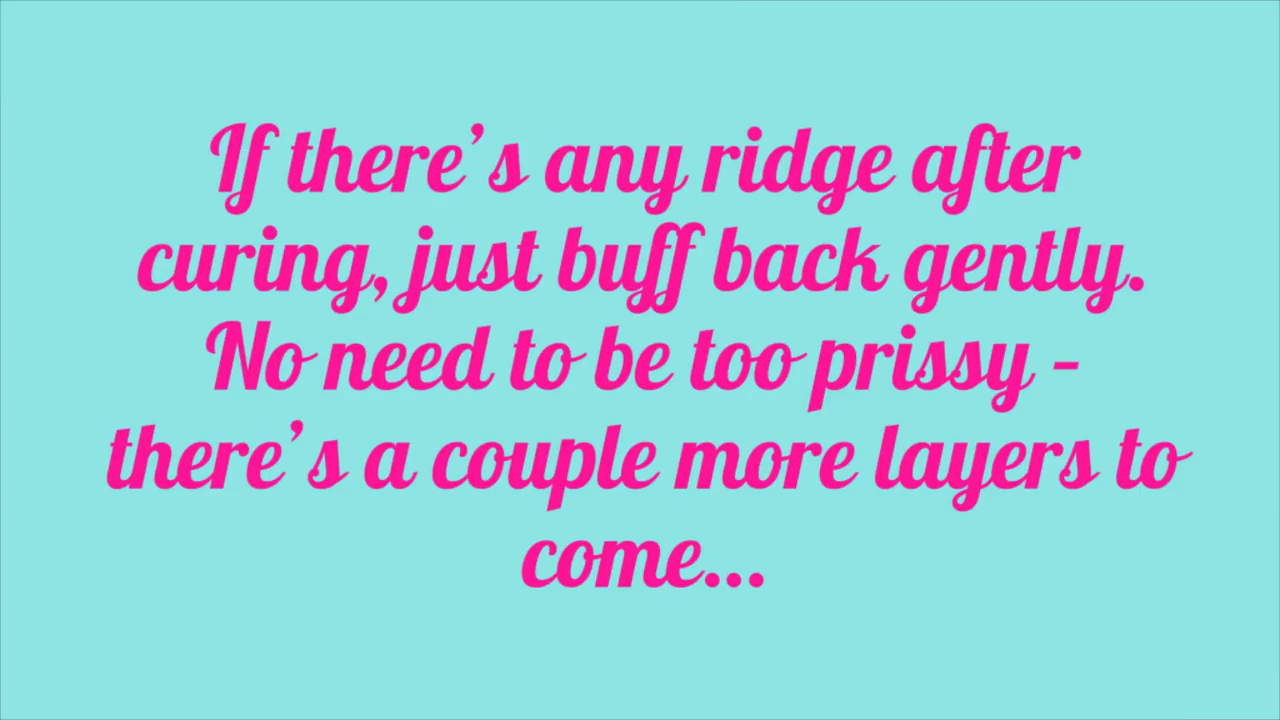 If there’s any ridge after
curing, just buff back gently.
No need to be too prissy –
there’s a couple more layers to
come...